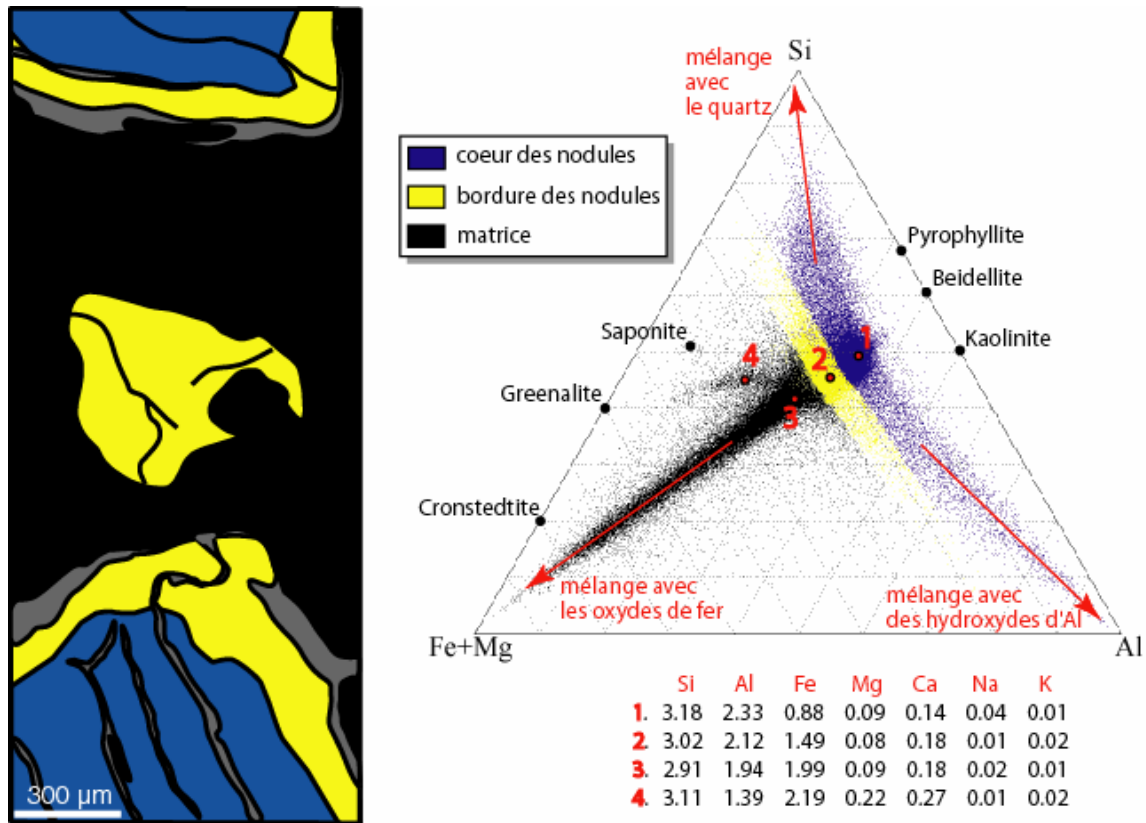 300 µm
coeur des nodules
bordure des nodules
matrice
Si
mélange
avec
le quartz
Pyrophyllite
Beidellite
Kaolinite
Saponite
Greenalite
Cronstedtite
1
2
3
4
mélange avec
les oxydes de fer
mélange avec
des hydroxydes d'Al
Fe+Mg
Al
Si Al Fe Mg Ca Na K
1. 3.18 2.33 0.88 0.09 0.14 0.04 0.01
2. 3.02 2.12 1.49 0.08 0.18 0.01 0.02
3. 2.91 1.94 1.99 0.09 0.18 0.02 0.01
4. 3.11 1.39 2.19 0.22 0.27 0.01 0.02